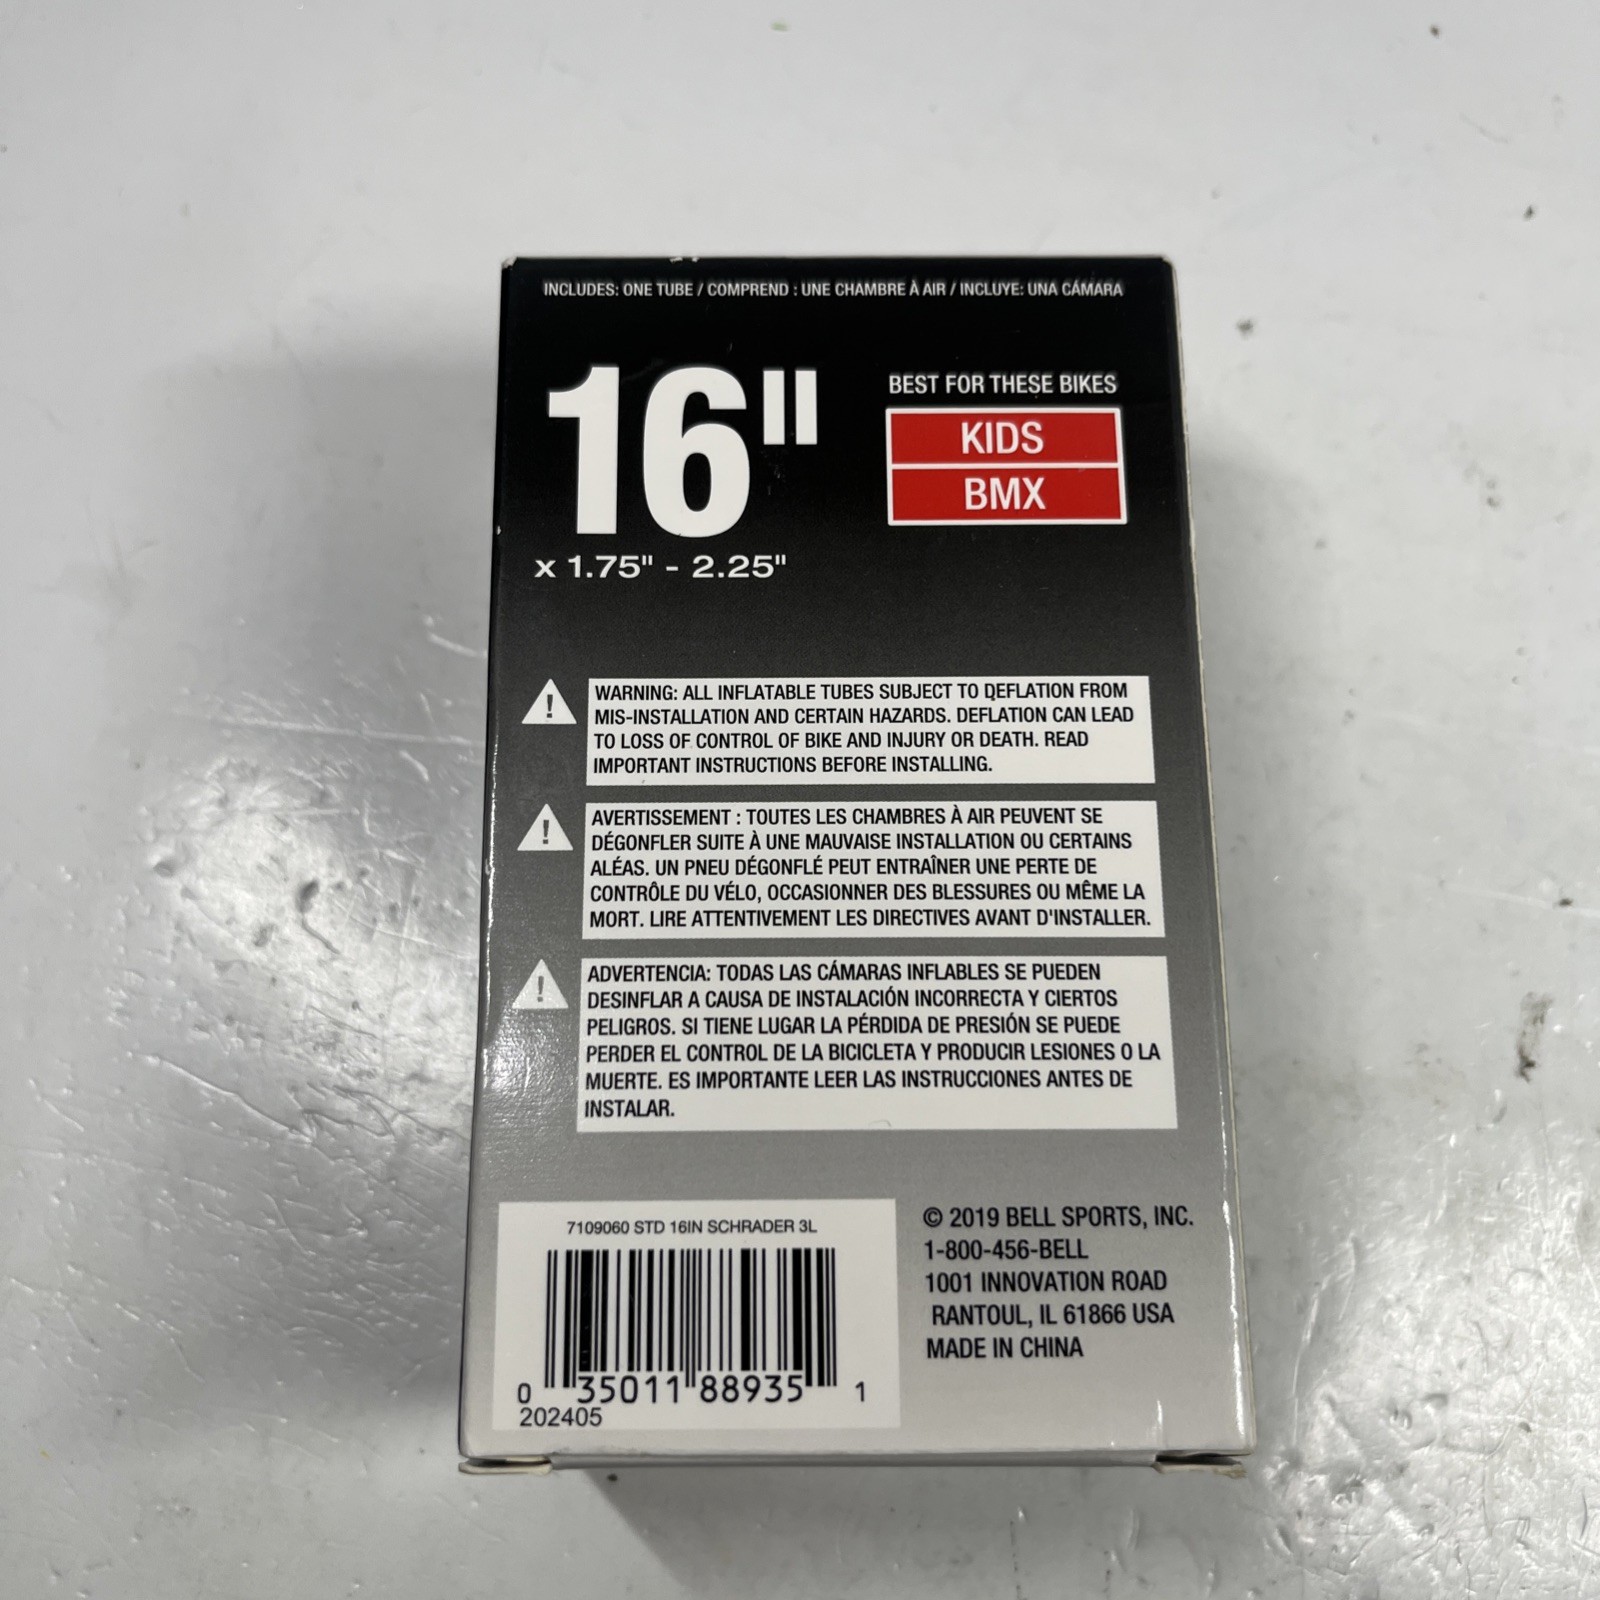 INCLUDES: ONE TUBE / COMPREND : UNE CHAMBRE À AIR / INCLUYE: UNA CÁMARA
16"
x 1.75" - 2.25"
BEST FOR THESE BIKES
KIDS
BMX
WARNING: ALL INFLATABLE TUBES SUBJECT TO DEFLATION FROM
MIS-INSTALLATION AND CERTAIN HAZARDS. DEFLATION CAN LEAD
TO LOSS OF CONTROL OF BIKE AND INJURY OR DEATH. READ
IMPORTANT INSTRUCTIONS BEFORE INSTALLING.
AVERTISSEMENT : TOUTES LES CHAMBRES À AIR PEUVENT SE
DÉGONFLER SUITE À UNE MAUVAISE INSTALLATION OU CERTAINS
ALÉAS. UN PNEU DÉGONFLÉ PEUT ENTRAÎNER UNE PERTE DE
CONTRÔLE DU VÉLO, OCCASIONNER DES BLESSURES OU MÊME LA
MORT. LIRE ATTENTIVEMENT LES DIRECTIVES AVANT D'INSTALLER.
ADVERTENCIA: TODAS LAS CÁMARAS INFLABLES SE PUEDEN
DESINFLAR A CAUSA DE INSTALACIÓN INCORRECTA Y CIERTOS
PELIGROS. SI TIENE LUGAR LA PÉRDIDA DE PRESIÓN SE PUEDE
PERDER EL CONTROL DE LA BICICLETA Y PRODUCIR LESIONES O LA
MUERTE. ES IMPORTANTE LEER LAS INSTRUCCIONES ANTES DE
INSTALAR.
7109060 STD 16IN SCHRADER 3L
0 35011 88935 1
202405
© 2019 BELL SPORTS, INC.
1-800-456-BELL
1001 INNOVATION ROAD
RANTOUL, IL 61866 USA
MADE IN CHINA